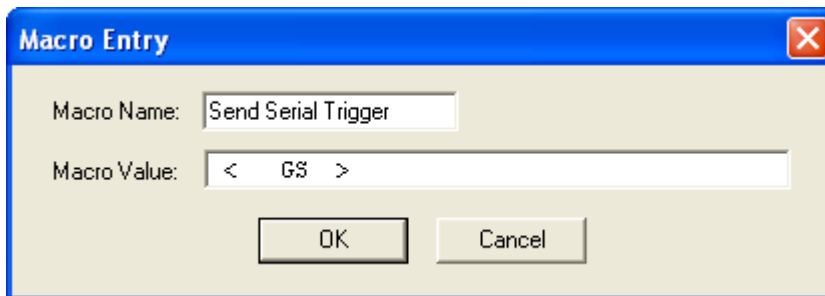 Macro Entry
Macro Name: Send Serial Trigger
Macro Value: < GS >
OK Cancel